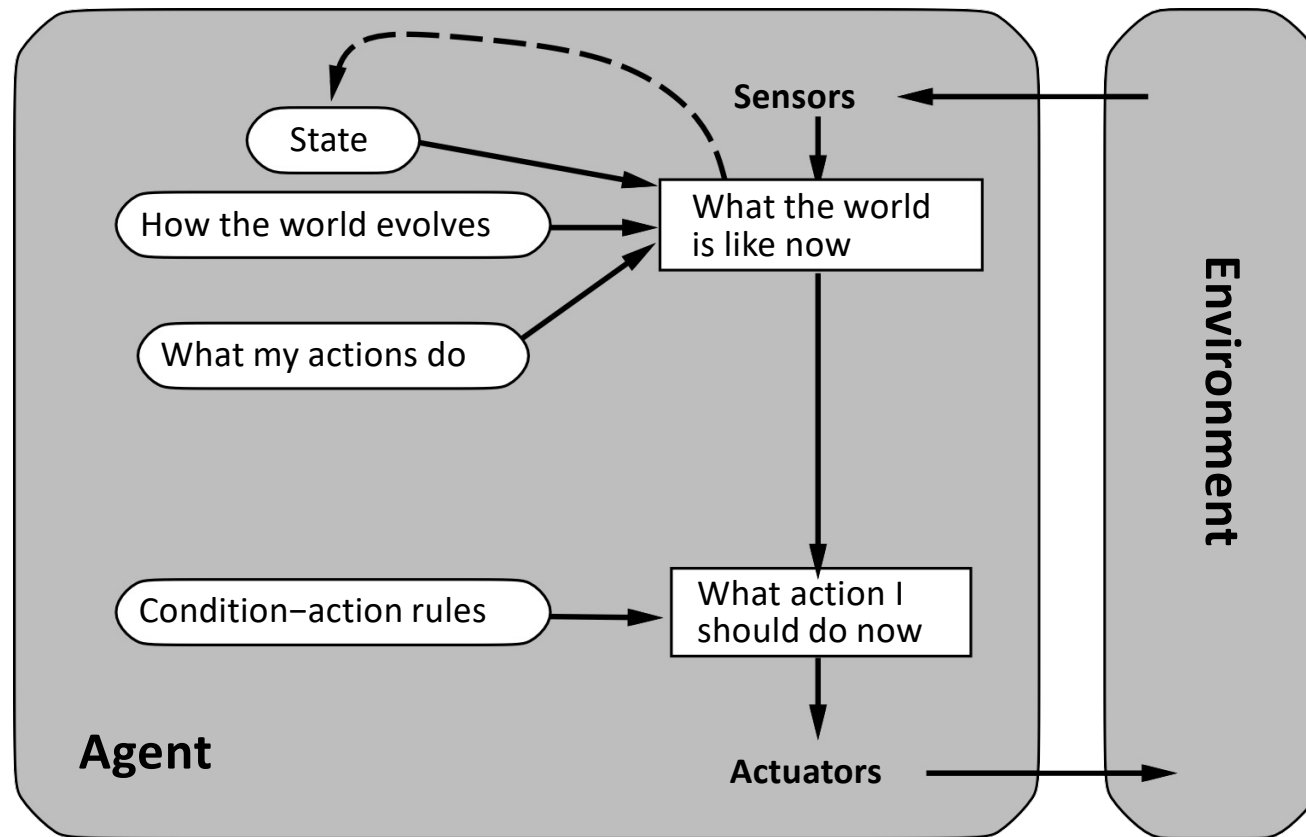 Sensors
State
What the world
is like now
How the world evolves
What my actions do
Environment
Condition−action rules
What action I
should do now
Agent
Actuators